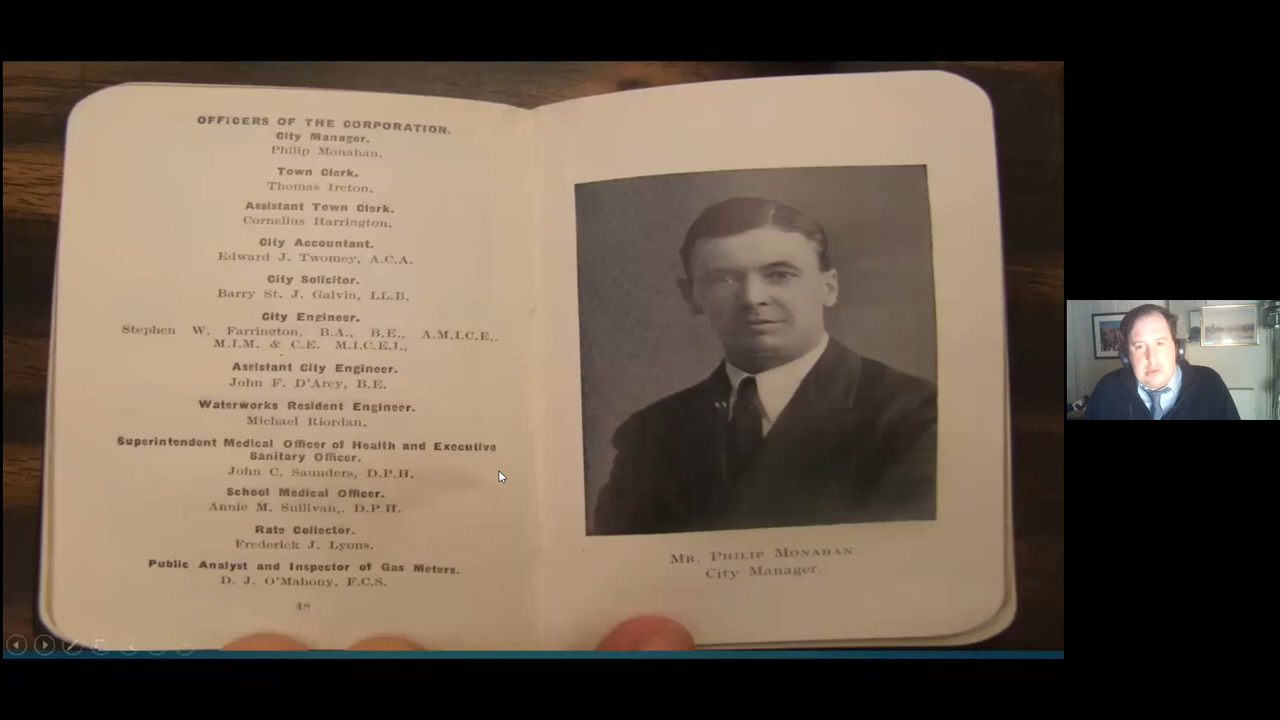 OFFICERS OF THE CORPORATION.
City Manager.
Philip Monahan.
Town Clerk.
Thomas Ireton.
Assistant Town Clerk.
Cornelius Harrington.
City Accountant.
Edward J. Twomey, A.C.A.
City Solicitor.
Barry St. J. Galvin, LL.B.
City Engineer.
Stephen W. Farrington, B.A., B.E., A.M.I.C.E.,.
M.I.M. & C.E. M.I.C.E.I.,
Assistant City Engineer.
John F. D'Arcy, B.E.
Waterworks Resident Engineer.
Michael Riordan.
Superintendent Medical Officer of Health and Executive
Sanitary Officer.
John C. Saunders, D.P.H.
School Medical Officer.
Annie M. Sullivan,. D.P.H.
Rate Collector.
Frederick J. Lyons.
Public Analyst and Inspector of Gas Meters.
D. J. O'Mahony, F.C.S.
48
MR. PHILIP MONAHAN
City Manager.